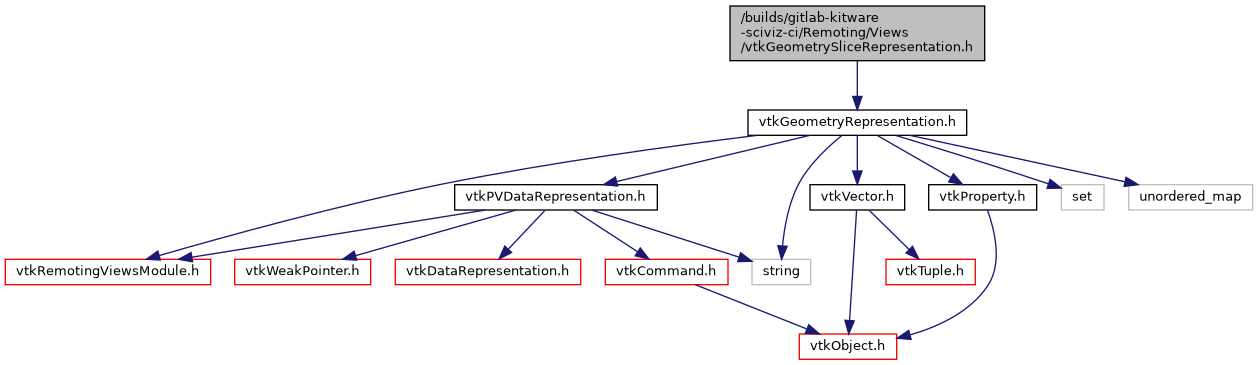 /builds/gitlab-kitware
-sciviz-ci/Remoting/Views
/vtkGeometrySliceRepresentation.h
vtkGeometryRepresentation.h
vtkPVDataRepresentation.h
vtkVector.h
vtkProperty.h
set
unordered_map
vtkRemotingViewsModule.h
vtkWeakPointer.h
vtkDataRepresentation.h
vtkCommand.h
string
vtkTuple.h
vtkObject.h